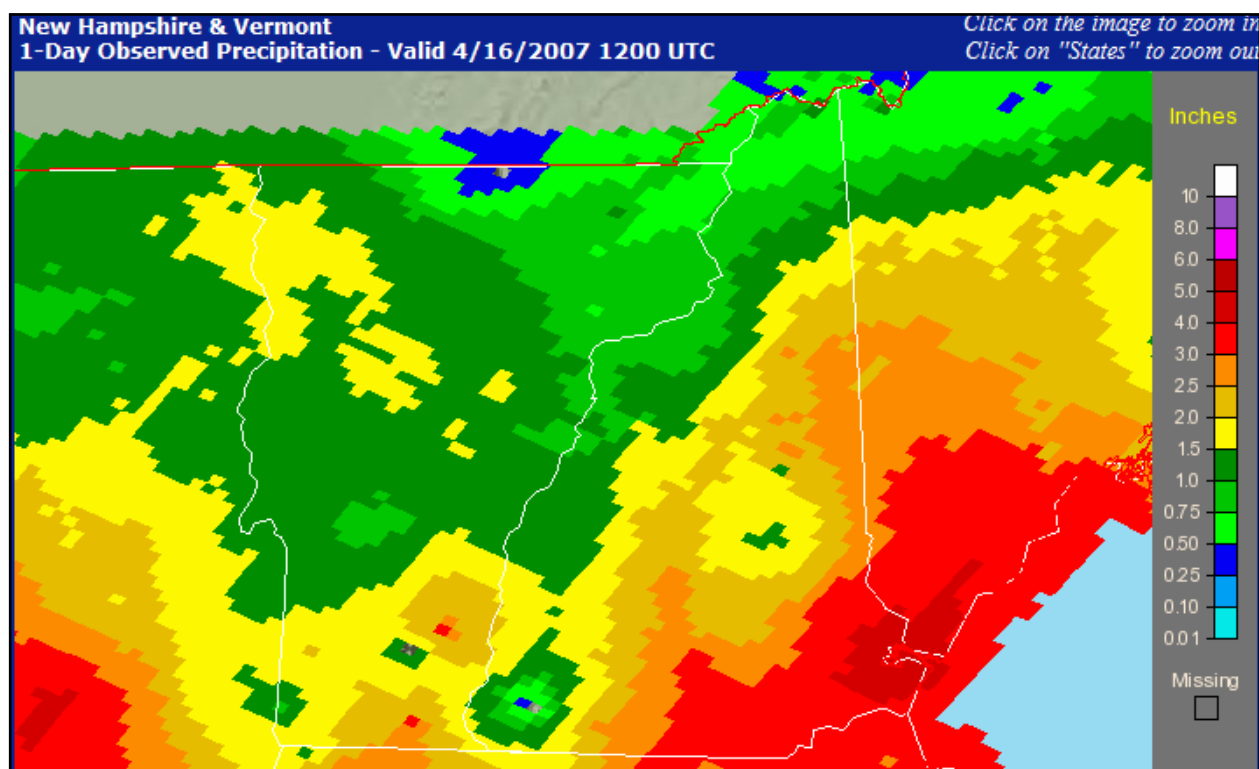 New Hampshire & Vermont
1-Day Observed Precipitation - Valid 4/16/2007 1200 UTC
Click on the image to zoom in
Click on "States" to zoom out
Inches
10
8.0
6.0
5.0
4.0
3.0
2.5
2.0
1.5
1.0
0.75
0.50
0.25
0.10
0.01
Missing